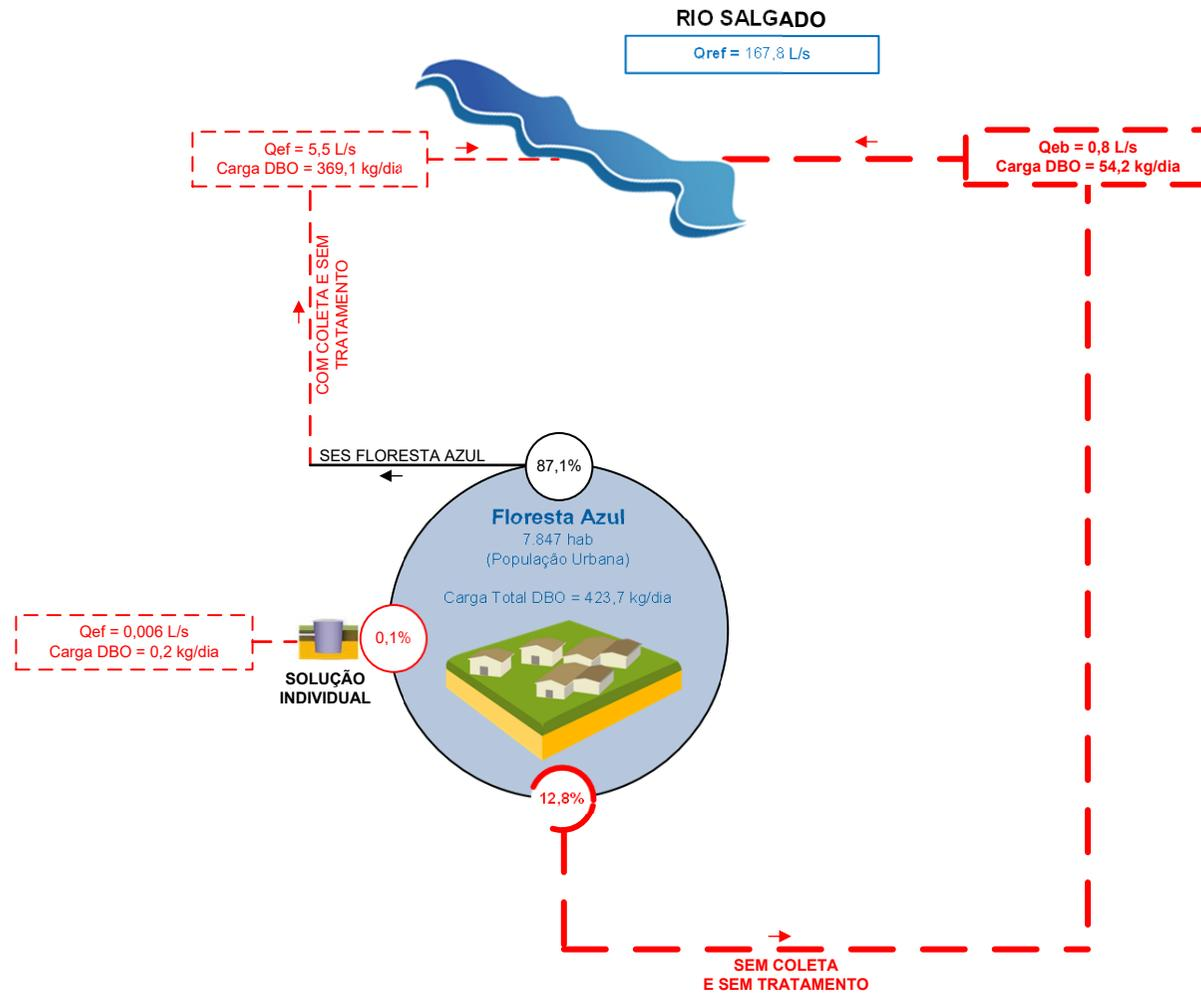 RIO SALGADO
Qref = 167,8 L/s
Qef = 5,5 L/s
Carga DBO = 369,1 kg/dia
Qeb = 0,8 L/s
Carga DBO = 54,2 kg/dia
COM COLETA E SEM
TRATAMENTO
SES FLORESTA AZUL
87,1%
Floresta Azul
7.847 hab
(População Urbana)
Carga Total DBO = 423,7 kg/dia
Qef = 0,006 L/s
Carga DBO = 0,2 kg/dia
0,1%
SOLUÇÃO
INDIVIDUAL
12,8%
SEM COLETA
E SEM TRATAMENTO